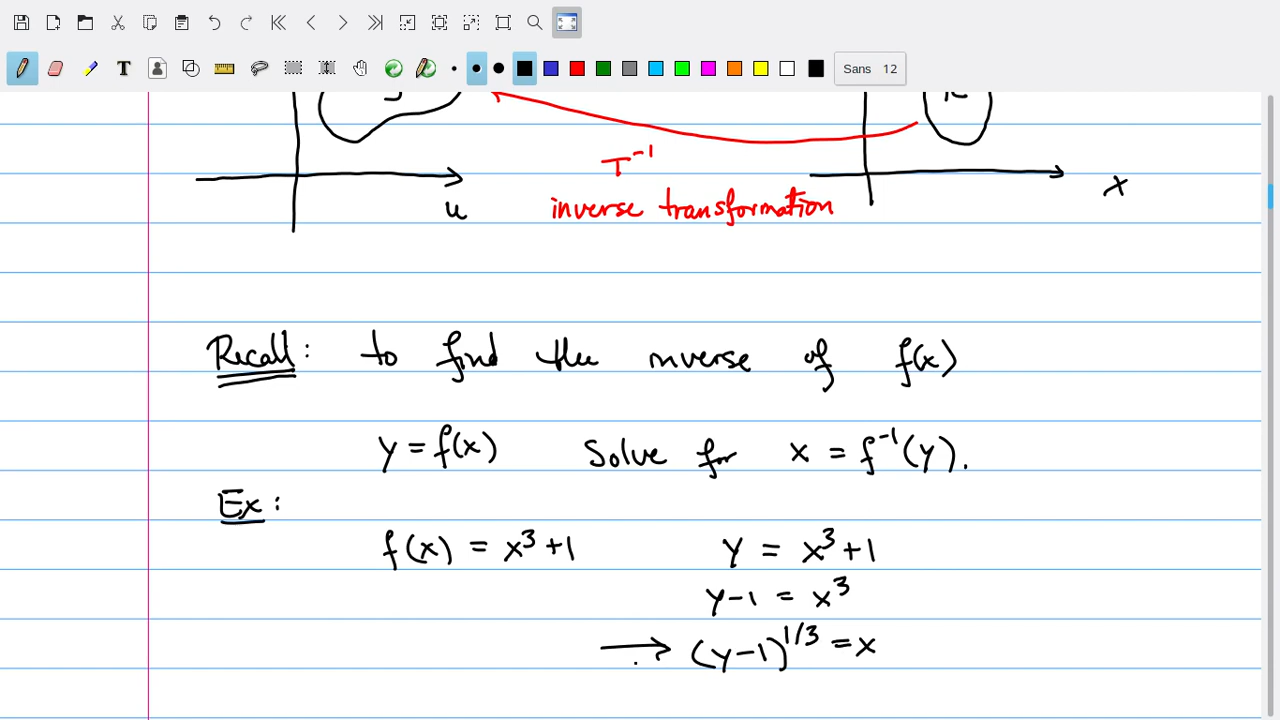 Sans 12
T⁻¹
inverse transformation
u
x
Recall: to find the inverse of f(x)
y = f(x) Solve for x = f⁻¹(y).
Ex:
f(x) = x³+1 y = x³+1
y-1 = x³
→ (y-1)^1/3 = x